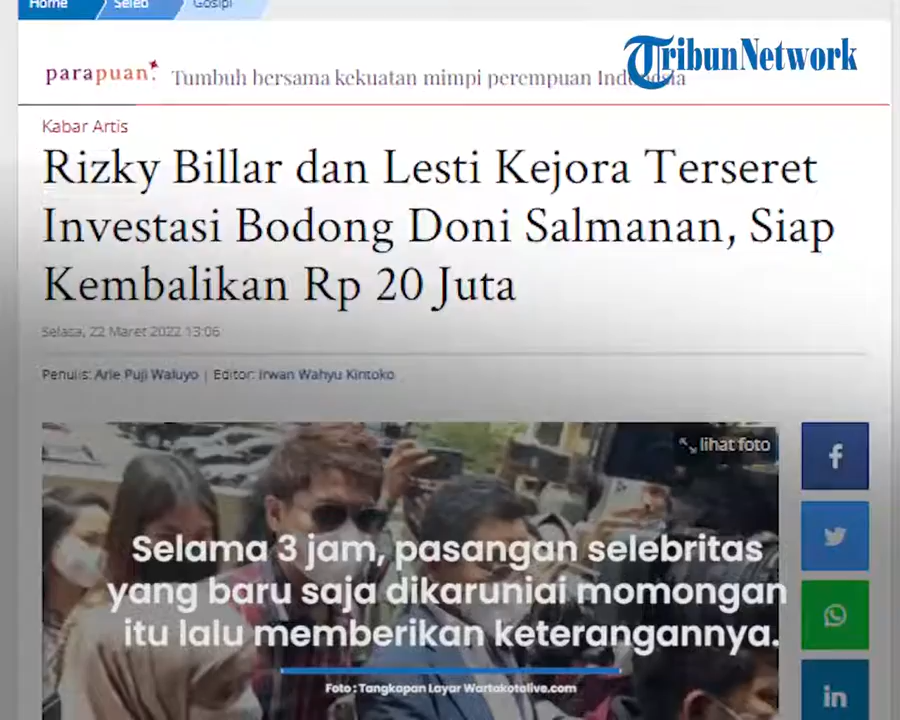 Home Seleb Gosip
TribunNetwork
parapuan. Tumbuh bersama kekuatan mimpi perempuan Indonesia
Kabar Artis
Rizky Billar dan Lesti Kejora Terseret
Investasi Bodong Doni Salmanan, Siap
Kembalikan Rp 20 Juta
Selasa, 22 Maret 2022 13:06
Penulis: Arie Puji Waluyo | Editor: Irwan Wahyu Kintoko
lihat foto
f
Selama 3 jam, pasangan selebritas
yang baru saja dikaruniai momongan
itu lalu memberikan keterangannya.
Foto : Tangkapan Layar Wartakotalive.com
in